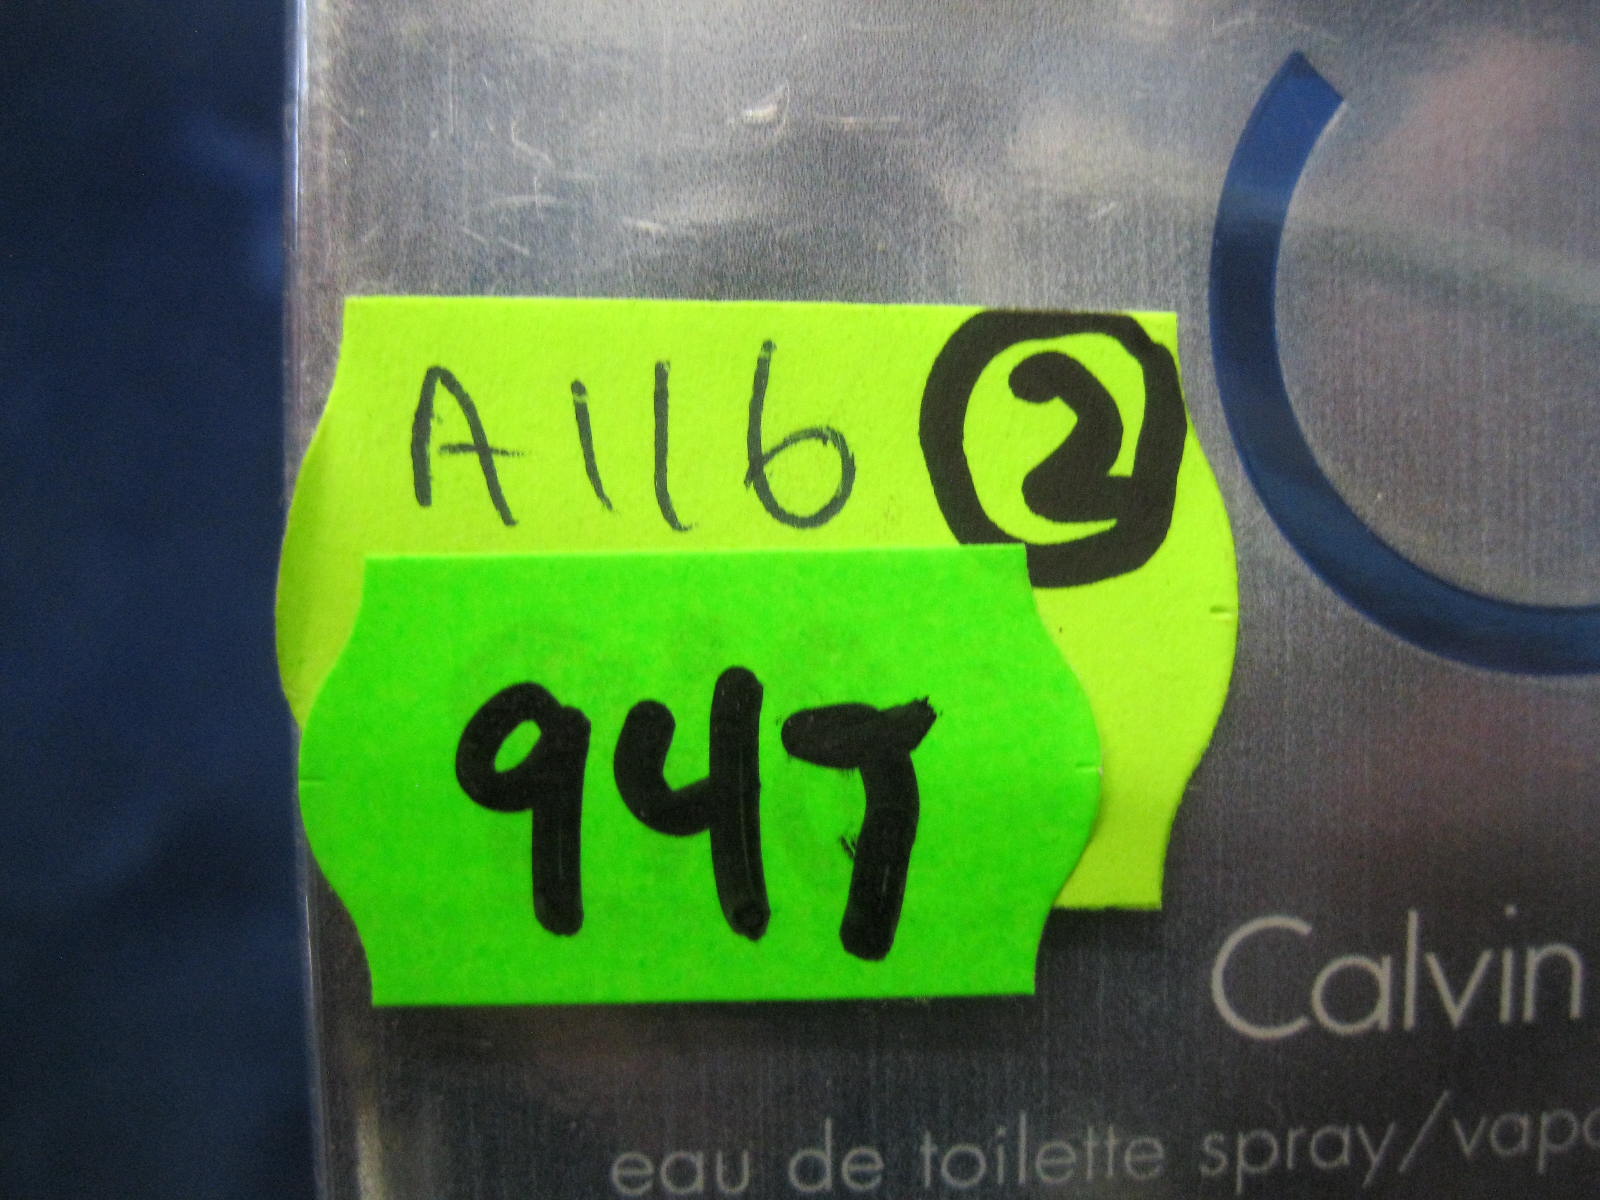 A116 2
947
Calvin
eau de toilette spray/vapo